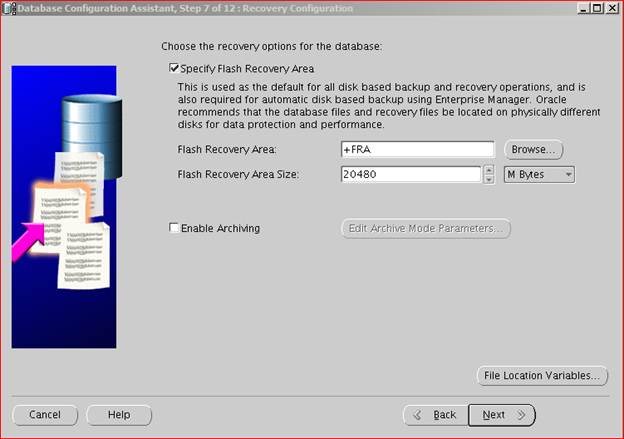 Database Configuration Assistant, Step 7 of 12 : Recovery Configuration
Choose the recovery options for the database:
Specify Flash Recovery Area
This is used as the default for all disk based backup and recovery operations, and is
also required for automatic disk based backup using Enterprise Manager. Oracle
recommends that the database files and recovery files be located on physically different
disks for data protection and performance.
Flash Recovery Area: +FRA Browse...
Flash Recovery Area Size: 20480 M Bytes
Enable Archiving Edit Archive Mode Parameters...
File Location Variables...
Cancel Help Back Next